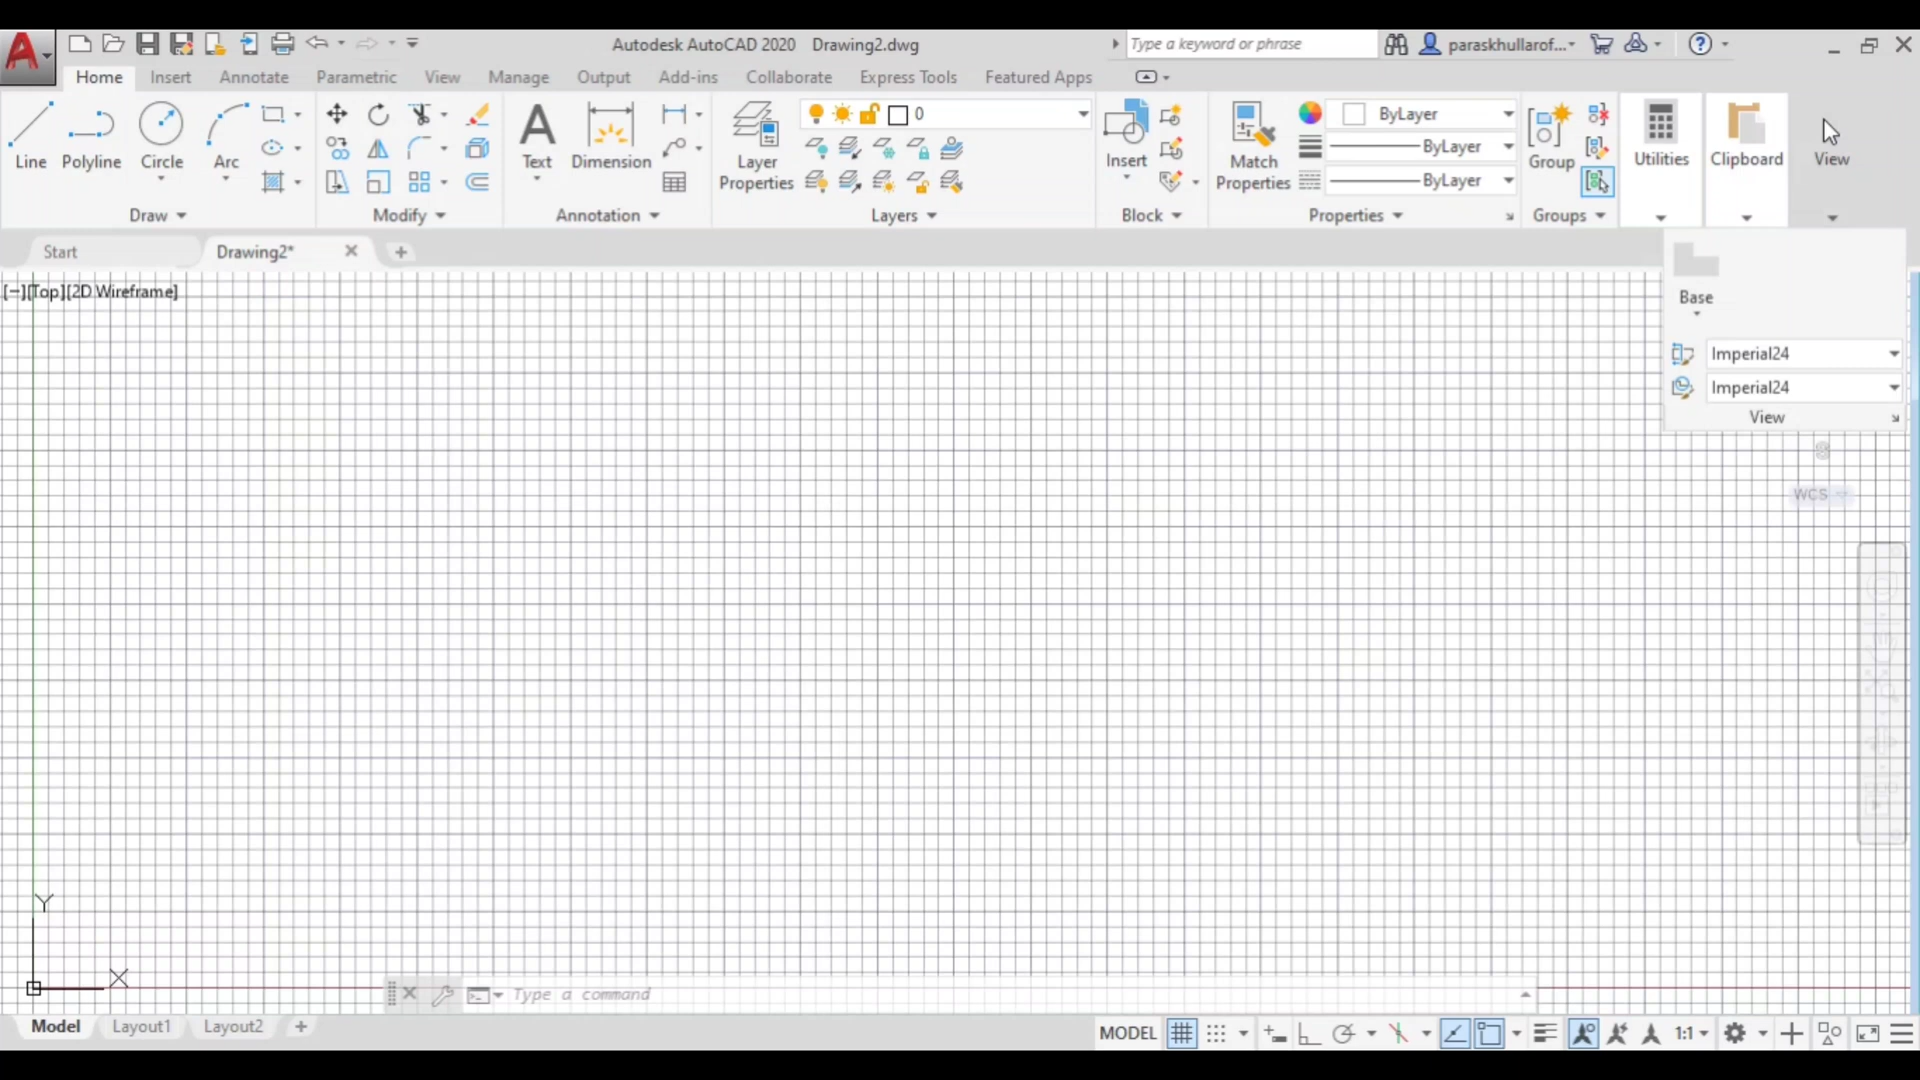 Autodesk AutoCAD 2020 Drawing2.dwg
Type a keyword or phrase
paraskhullarof...
Home Insert Annotate Parametric View Manage Output Add-ins Collaborate Express Tools Featured Apps
Line Polyline Circle Arc
Text Dimension
Layer Properties
0
Insert
Match Properties
ByLayer
ByLayer
ByLayer
Group
Utilities
Clipboard
View
Draw Modify Annotation Layers Block Properties Groups
Start Drawing2*
[−][Top][2D Wireframe]
Base
Imperial24
Imperial24
View
WCS
Y
X
Type a command
Model Layout1 Layout2
MODEL 1:1